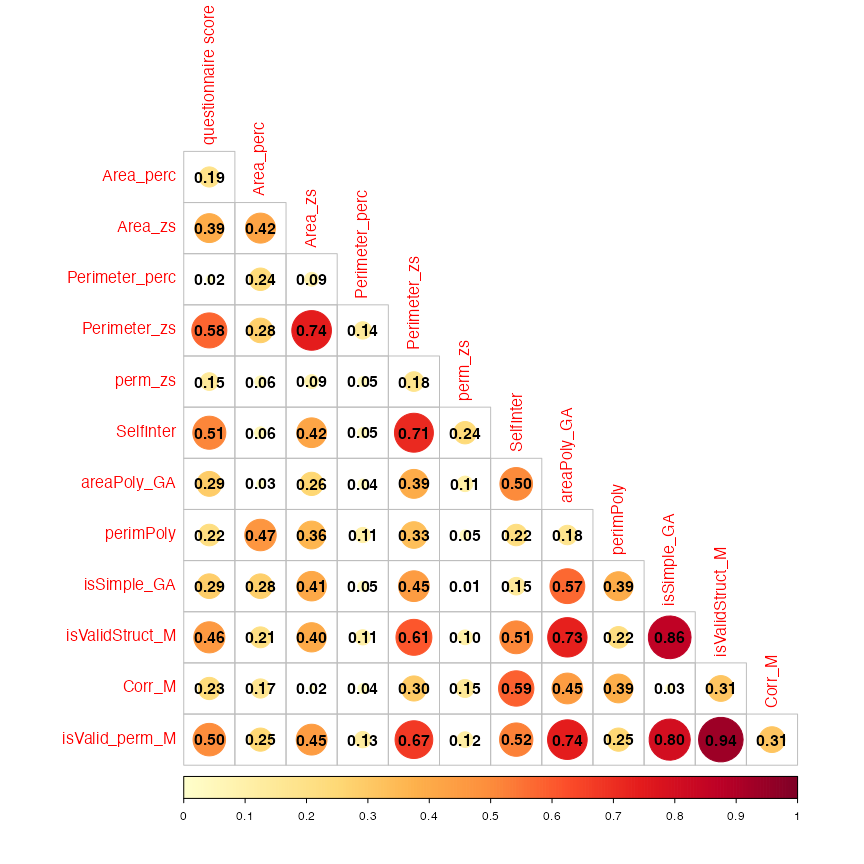 questionnaire score
Area_perc 0.19 Area_perc
Area_zs 0.39 0.42 Area_zs
Perimeter_perc 0.02 0.24 0.09 Perimeter_perc
Perimeter_zs 0.58 0.28 0.74 0.14 Perimeter_zs
perm_zs 0.15 0.06 0.09 0.05 0.18 perm_zs
SelfInter 0.51 0.06 0.42 0.05 0.71 0.24 SelfInter
areaPoly_GA 0.29 0.03 0.26 0.04 0.39 0.11 0.50 areaPoly_GA
perimPoly 0.22 0.47 0.36 0.11 0.33 0.05 0.22 0.18 perimPoly
isSimple_GA 0.29 0.28 0.41 0.05 0.45 0.01 0.15 0.57 0.39 isSimple_GA
isValidStruct_M 0.46 0.21 0.40 0.11 0.61 0.10 0.51 0.73 0.22 0.86 isValidStruct_M
Corr_M 0.23 0.17 0.02 0.04 0.30 0.15 0.59 0.45 0.39 0.03 0.31 Corr_M
isValid_perm_M 0.50 0.25 0.45 0.13 0.67 0.12 0.52 0.74 0.25 0.80 0.94 0.31
0 0.1 0.2 0.3 0.4 0.5 0.6 0.7 0.8 0.9 1